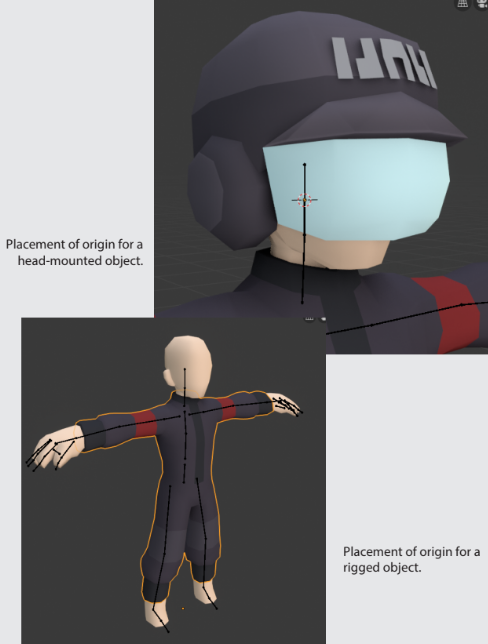 Placement of origin for a
head-mounted object.
Placement of origin for a
rigged object.